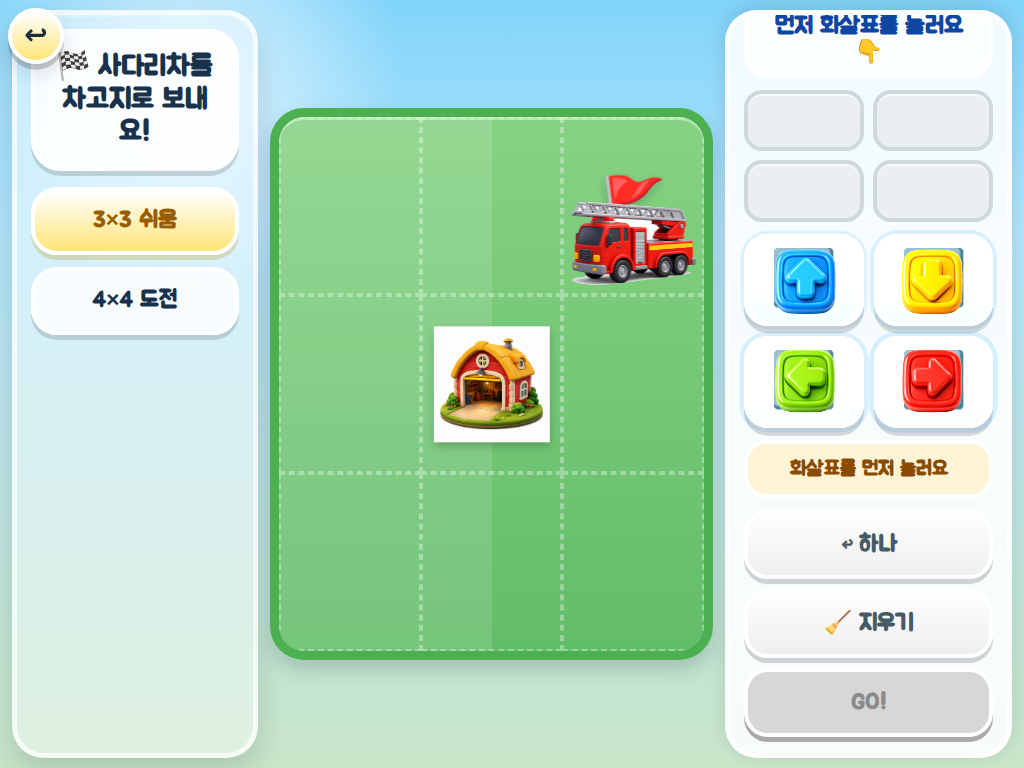 사다리차를
차고지로 보내
요!
3×3 쉬움
4×4 도전
먼저 화살표를 눌러요
화살표를 먼저 눌러요
하나
지우기
GO!